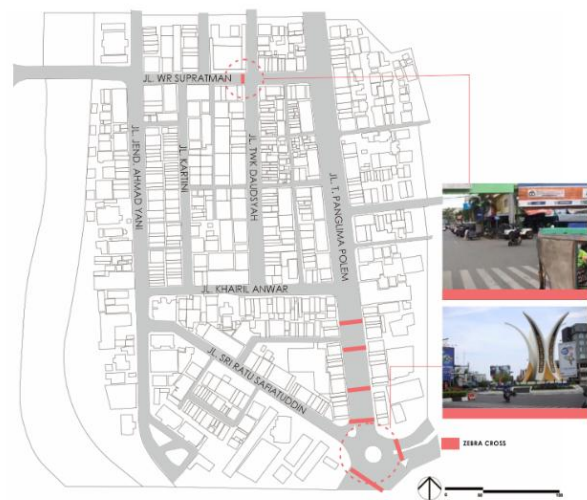 JL. WR SUPRATMAN
JL. JEND. AHMAD YANI
JL. KARTINI
JL. TWK DAUDSYAH
JL. T. PANGLIMA POLEM
JL. KHAIRIL ANWAR
JL. SRI RATU SAFIATUDDIN
ZEBRA CROSS